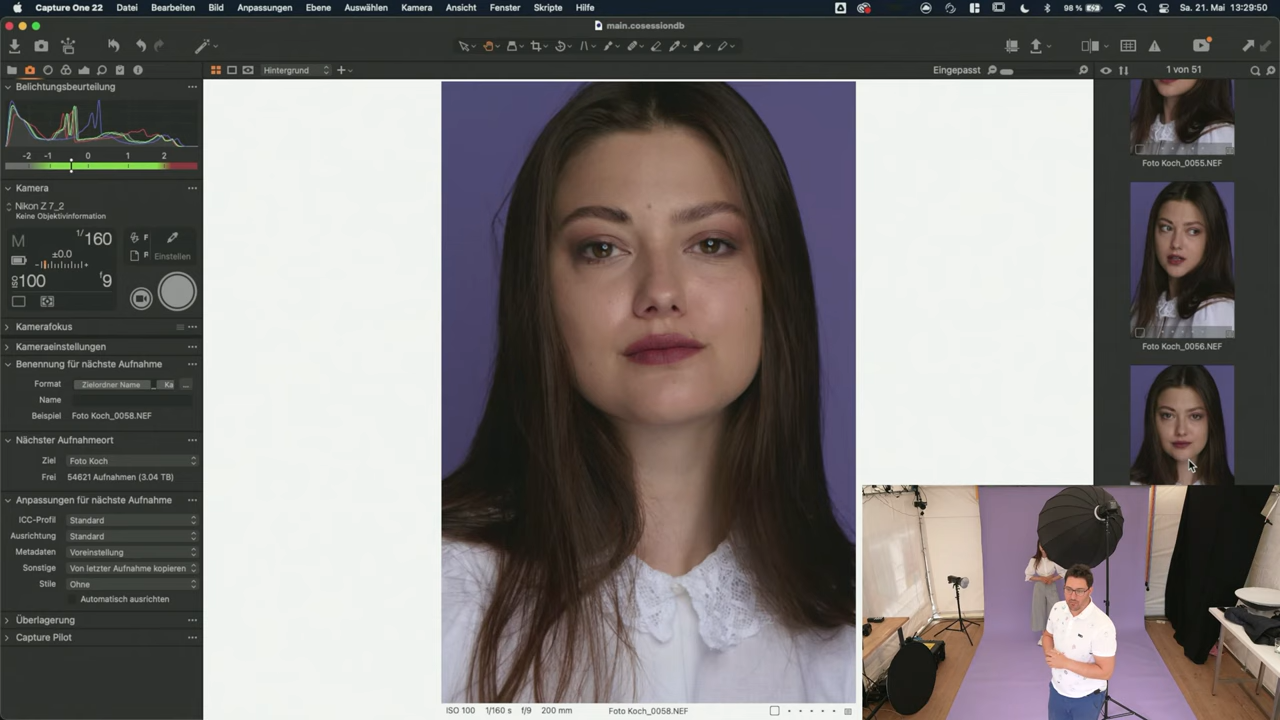 Capture One 22 Datei Bearbeiten Bild Anpassungen Ebene Auswählen Kamera Ansicht Fenster Skripte Hilfe 98 % Sa. 21. Mai 13:29:50
main.cosessiondb
Hintergrund
Eingepasst
1 von 51
Belichtungsbeurteilung
-2 -1 0 1 2
Kamera
Nikon Z 7_2
Keine Objektivinformation
M 1/160
±0.0
ISO 100 f9
F
F Einstellen
Kamerafokus
Kameraeinstellungen
Benennung für nächste Aufnahme
Format Zielordner Name _ Ka ...
Name
Beispiel Foto Koch_0058.NEF
Nächster Aufnahmeort
Ziel Foto Koch
Frei 54621 Aufnahmen (3.04 TB)
Anpassungen für nächste Aufnahme
ICC-Profil Standard
Ausrichtung Standard
Metadaten Voreinstellung
Sonstige Von letzter Aufnahme kopieren
Stile Ohne
Automatisch ausrichten
Überlagerung
Capture Pilot
ISO 100 1/160 s f/9 200 mm Foto Koch_0058.NEF
Foto Koch_0055.NEF
Foto Koch_0056.NEF